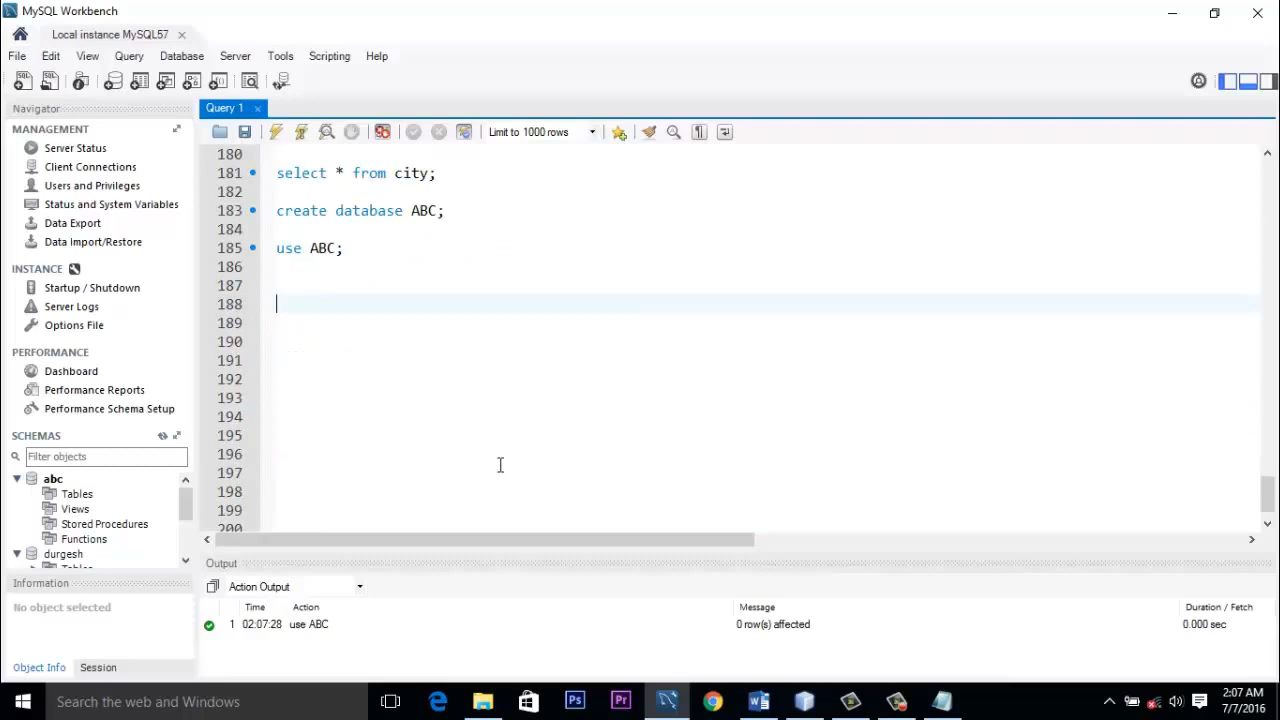 MySQL Workbench
Local instance MySQL57
File Edit View Query Database Server Tools Scripting Help
Navigator
MANAGEMENT
Server Status
Client Connections
Users and Privileges
Status and System Variables
Data Export
Data Import/Restore
INSTANCE
Startup / Shutdown
Server Logs
Options File
PERFORMANCE
Dashboard
Performance Reports
Performance Schema Setup
SCHEMAS
Filter objects
abc
Tables
Views
Stored Procedures
Functions
durgesh
Tables
Information
No object selected
Object Info Session
Query 1
Limit to 1000 rows
180
181 select * from city;
182
183 create database ABC;
184
185 use ABC;
186
187
188
189
190
191
192
193
194
195
196
197
198
199
200
Output
Action Output
Time Action Message Duration / Fetch
1 02:07:28 use ABC 0 row(s) affected 0.000 sec
Search the web and Windows
2:07 AM
7/7/2016